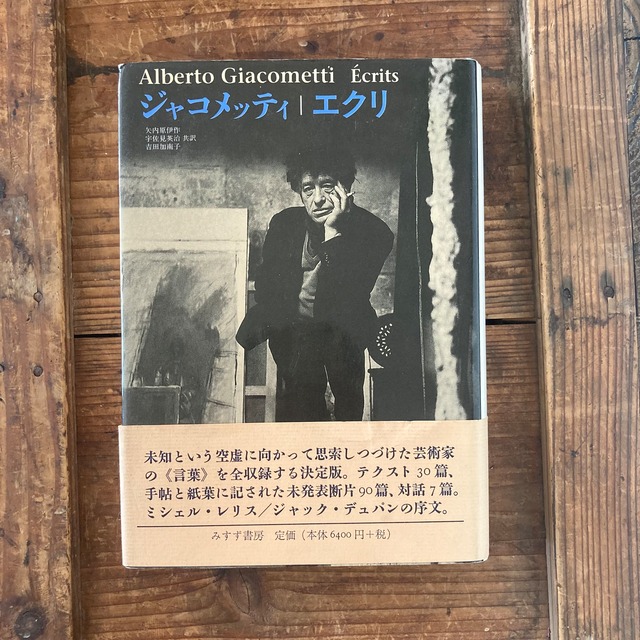 Alberto Giacometti Écrits
ジャコメッティ | エクリ
矢内原伊作
宇佐見英治 共訳
吉田加南子
未知という空虚に向かって思索しつづけた芸術家
の《言葉》を全収録する決定版。テクスト30篇、
手帖と紙葉に記された未発表断片90篇、対話7篇。
ミシェル・レリス／ジャック・デュパンの序文。
みすず書房 定価（本体6400円＋税）